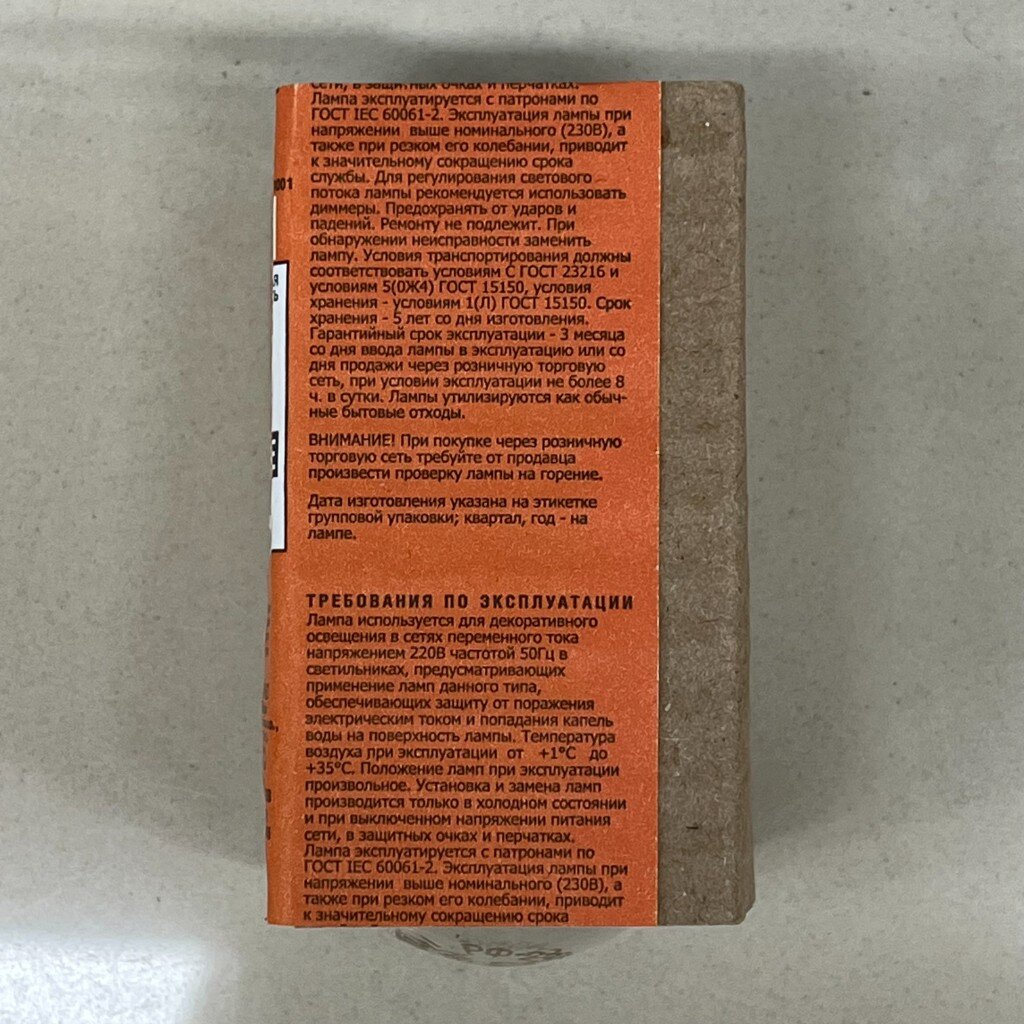 сети, в защитных очках и перчатках.
Лампа эксплуатируется с патронами по
ГОСТ IEC 60061-2. Эксплуатация лампы при
напряжении выше номинального (230В), а
также при резком его колебании, приводит
к значительному сокращению срока
службы. Для регулирования светового
потока лампы рекомендуется использовать
диммеры. Предохранять от ударов и
падений. Ремонту не подлежит. При
обнаружении неисправности заменить
лампу. Условия транспортирования должны
соответствовать условиям С ГОСТ 23216 и
условиям 5(ОЖ4) ГОСТ 15150, условия
хранения - условиям 1(Л) ГОСТ 15150. Срок
хранения - 5 лет со дня изготовления.
Гарантийный срок эксплуатации - 3 месяца
со дня ввода лампы в эксплуатацию или со
дня продажи через розничную торговую
сеть, при условии эксплуатации не более 8
ч. в сутки. Лампы утилизируются как обыч-
ные бытовые отходы.
ВНИМАНИЕ! При покупке через розничную
торговую сеть требуйте от продавца
произвести проверку лампы на горение.
Дата изготовления указана на этикетке
групповой упаковки; квартал, год - на
лампе.
ТРЕБОВАНИЯ ПО ЭКСПЛУАТАЦИИ
Лампа используется для декоративного
освещения в сетях переменного тока
напряжением 220В частотой 50Гц в
светильниках, предусматривающих
применение ламп данного типа,
обеспечивающих защиту от поражения
электрическим током и попадания капель
воды на поверхность лампы. Температура
воздуха при эксплуатации от +1°С до
+35°С. Положение ламп при эксплуатации
произвольное. Установка и замена ламп
производится только в холодном состоянии
и при выключенном напряжении питания
сети, в защитных очках и перчатках.
Лампа эксплуатируется с патронами по
ГОСТ IEC 60061-2. Эксплуатация лампы при
напряжении выше номинального (230В), а
также при резком его колебании, приводит
к значительному сокращению срока